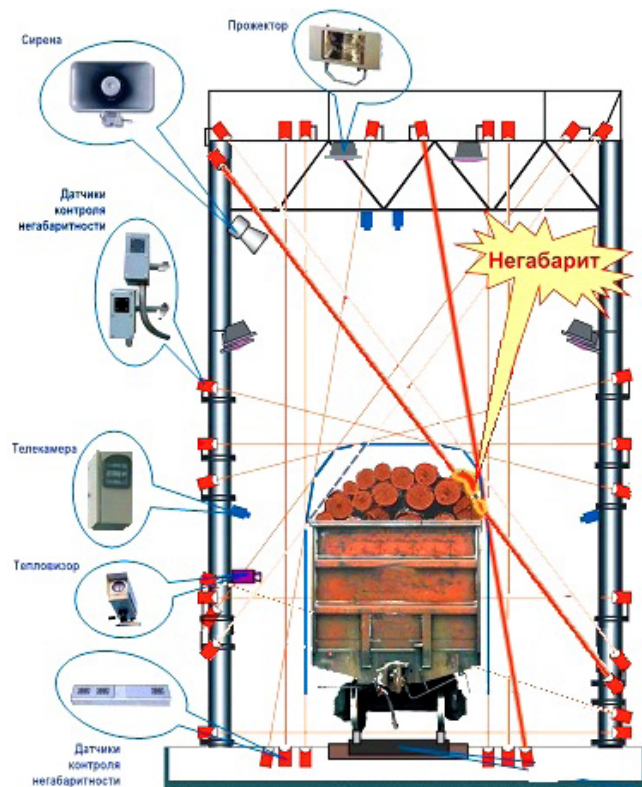 Прожектор
Сирена
Датчики
контроля
негабаритности
Негабарит
Телекамера
Тепловизор
Датчики контроля
негабаритности